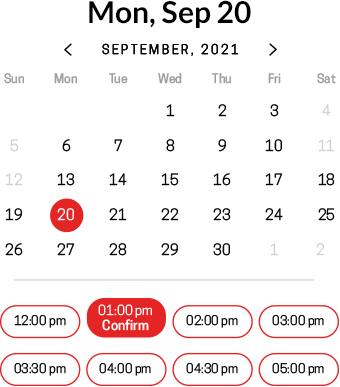 Mon, Sep 20
< SEPTEMBER, 2021 >
Sun Mon Tue Wed Thu Fri Sat
1 2 3 4
5 6 7 8 9 10 11
12 13 14 15 16 17 18
19 20 21 22 23 24 25
26 27 28 29 30 1 2
12:00 pm 01:00 pm 02:00 pm 03:00 pm
Confirm
03:30 pm 04:00 pm 04:30 pm 05:00 pm